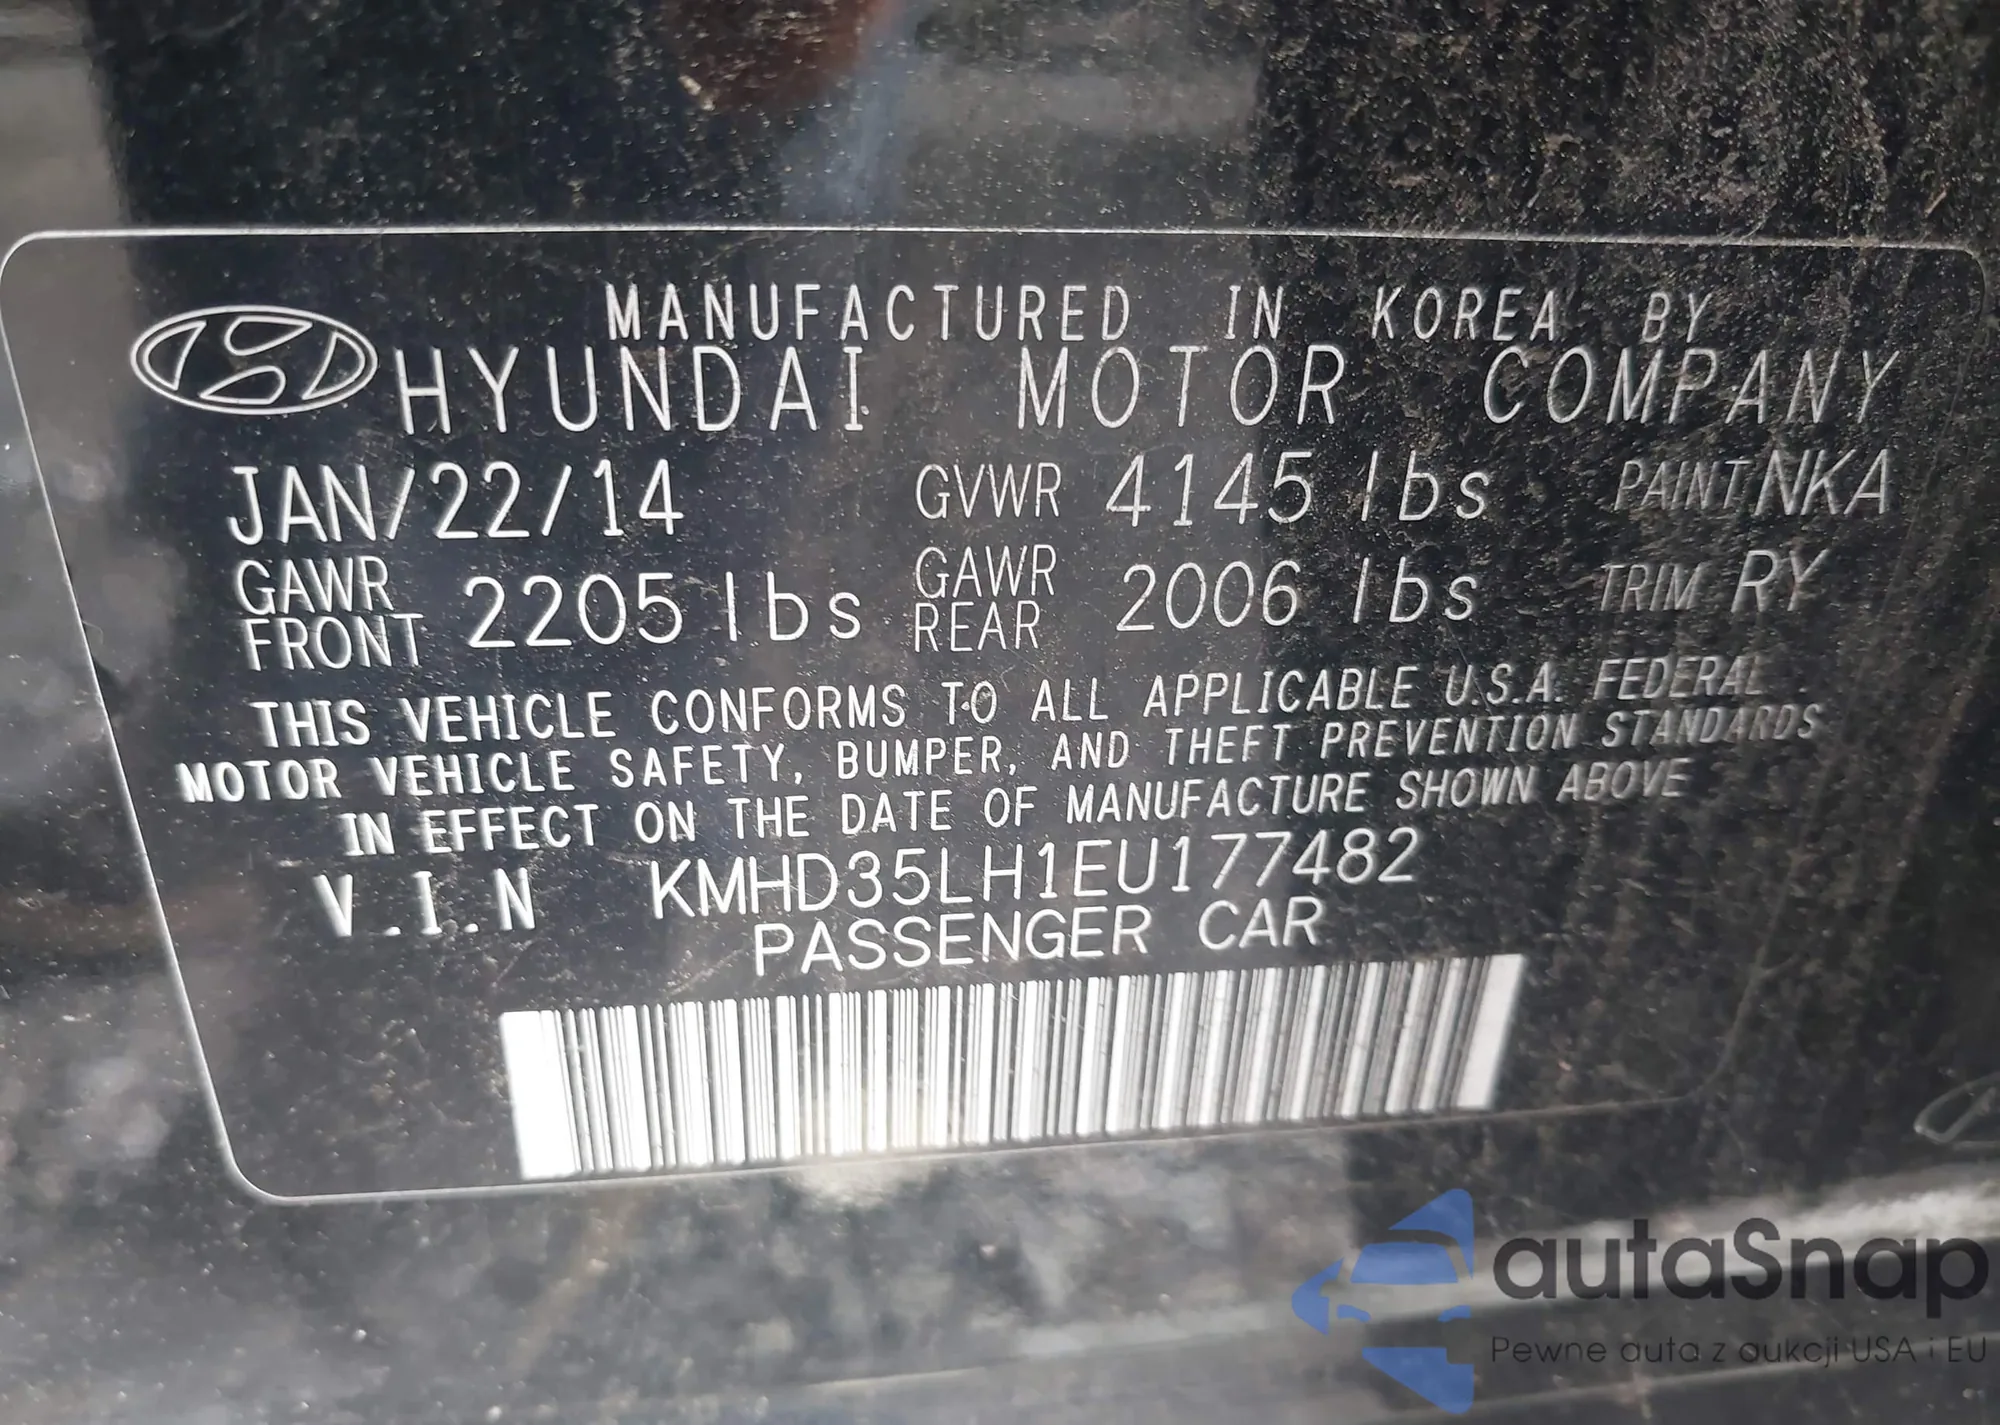 MANUFACTURED IN KOREA BY
HYUNDAI MOTOR COMPANY
JAN/22/14 GVWR 4145 lbs PAINT NKA
GAWR FRONT 2205 lbs GAWR REAR 2006 lbs TRIM RY
THIS VEHICLE CONFORMS TO ALL APPLICABLE U.S.A. FEDERAL
MOTOR VEHICLE SAFETY, BUMPER, AND THEFT PREVENTION STANDARDS
IN EFFECT ON THE DATE OF MANUFACTURE SHOWN ABOVE
V.I.N KMHD35LH1EU177482
PASSENGER CAR
autaSnap
Pewne auta z aukcji USA i EU